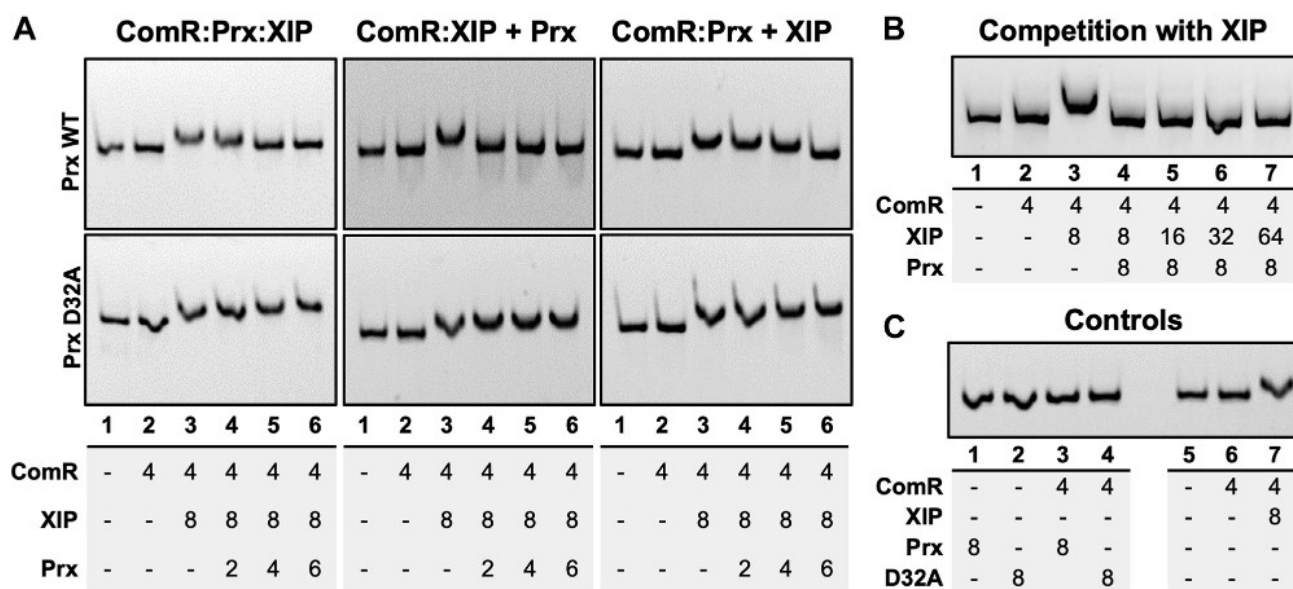 A
ComR:Prx:XIP ComR:XIP + Prx ComR:Prx + XIP
Prx WT
Prx D32A
1 2 3 4 5 6 1 2 3 4 5 6 1 2 3 4 5 6
ComR - 4 4 4 4 4 - 4 4 4 4 4 - 4 4 4 4 4
XIP - - 8 8 8 8 - - 8 8 8 8 - - 8 8 8 8
Prx - - - 2 4 6 - - - 2 4 6 - - - 2 4 6
B
Competition with XIP
1 2 3 4 5 6 7
ComR - 4 4 4 4 4 4
XIP - - 8 8 16 32 64
Prx - - - 8 8 8 8
C
Controls
1 2 3 4 5 6 7
ComR - - 4 4 - 4 4
XIP - - - - - - 8
Prx 8 - 8 - - - -
D32A - 8 - 8 - - -